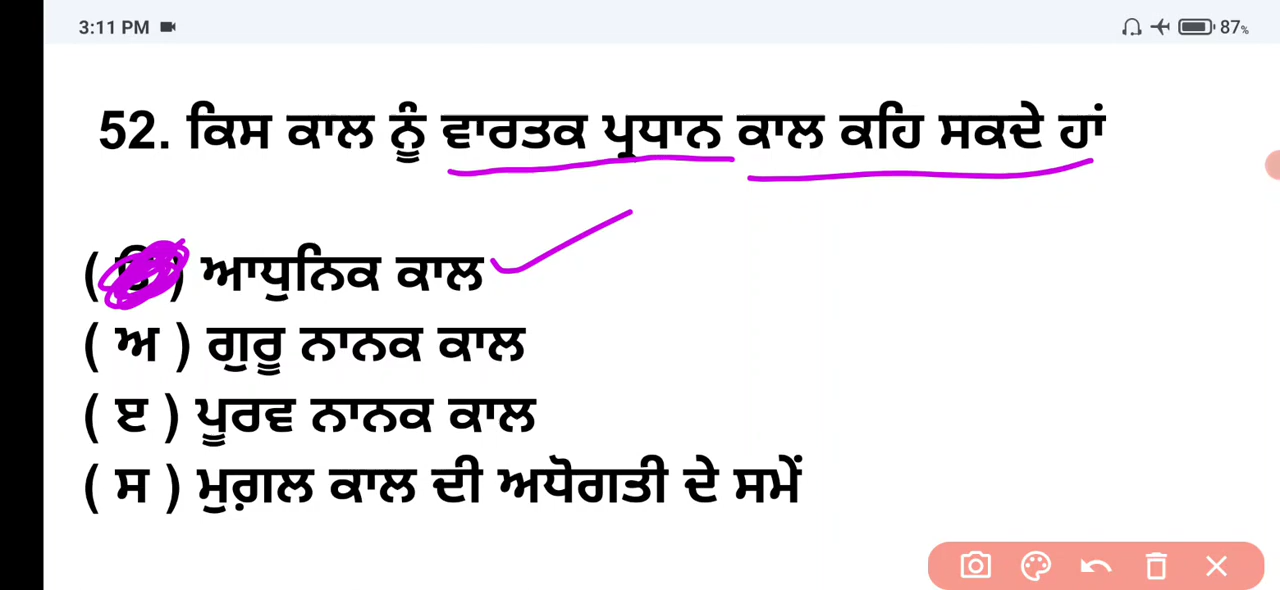 3:11 PM 87%
52. ਕਿਸ ਕਾਲ ਨੂੰ ਵਾਰਤਕ ਪ੍ਰਧਾਨ ਕਾਲ ਕਹਿ ਸਕਦੇ ਹਾਂ
( ) ਆਧੁਨਿਕ ਕਾਲ
( ਅ ) ਗੁਰੂ ਨਾਨਕ ਕਾਲ
( ੲ ) ਪੂਰਵ ਨਾਨਕ ਕਾਲ
( ਸ ) ਮੁਗ਼ਲ ਕਾਲ ਦੀ ਅਧੋਗਤੀ ਦੇ ਸਮੇਂ